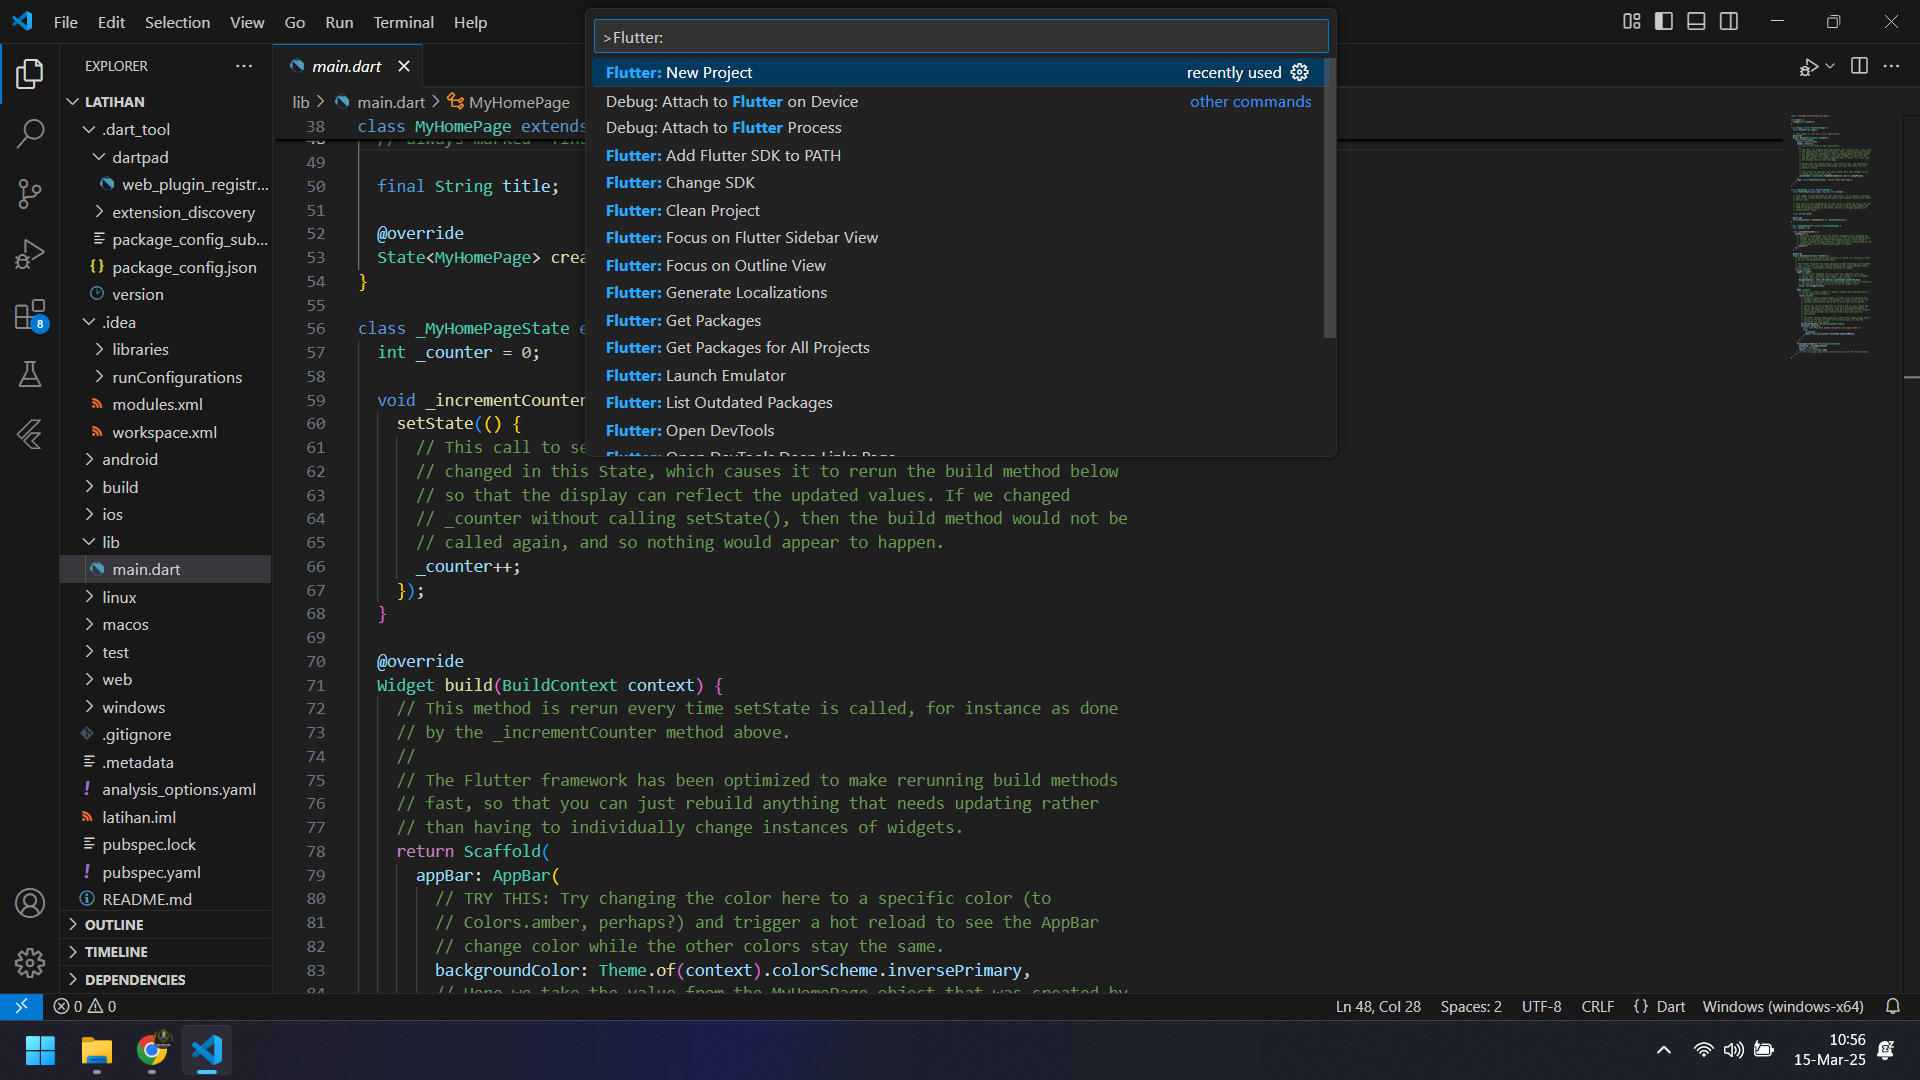 File Edit Selection View Go Run Terminal Help
>Flutter:
Flutter: New Project recently used
Debug: Attach to Flutter on Device other commands
Debug: Attach to Flutter Process
Flutter: Add Flutter SDK to PATH
Flutter: Change SDK
Flutter: Clean Project
Flutter: Focus on Flutter Sidebar View
Flutter: Focus on Outline View
Flutter: Generate Localizations
Flutter: Get Packages
Flutter: Get Packages for All Projects
Flutter: Launch Emulator
Flutter: List Outdated Packages
Flutter: Open DevTools
EXPLORER
LATIHAN
.dart_tool
dartpad
web_plugin_registr...
extension_discovery
package_config_sub...
package_config.json
version
.idea
libraries
runConfigurations
modules.xml
workspace.xml
android
build
ios
lib
main.dart
linux
macos
test
web
windows
.gitignore
.metadata
analysis_options.yaml
latihan.iml
pubspec.lock
pubspec.yaml
README.md
OUTLINE
TIMELINE
DEPENDENCIES
8
main.dart
lib > main.dart > MyHomePage
38 class MyHomePage extends
49
50 final String title;
51
52 @override
53 State<MyHomePage> crea
54 }
55
56 class _MyHomePageState e
57 int _counter = 0;
58
59 void _incrementCounter
60 setState(() {
61 // This call to se
62 // changed in this State, which causes it to rerun the build method below
63 // so that the display can reflect the updated values. If we changed
64 // _counter without calling setState(), then the build method would not be
65 // called again, and so nothing would appear to happen.
66 _counter++;
67 });
68 }
69
70 @override
71 Widget build(BuildContext context) {
72 // This method is rerun every time setState is called, for instance as done
73 // by the _incrementCounter method above.
74 //
75 // The Flutter framework has been optimized to make rerunning build methods
76 // fast, so that you can just rebuild anything that needs updating rather
77 // than having to individually change instances of widgets.
78 return Scaffold(
79 appBar: AppBar(
80 // TRY THIS: Try changing the color here to a specific color (to
81 // Colors.amber, perhaps?) and trigger a hot reload to see the AppBar
82 // change color while the other colors stay the same.
83 backgroundColor: Theme.of(context).colorScheme.inversePrimary,
84 // Here we take the value from the MyHomePage object that was created by
0 0 Ln 48, Col 28 Spaces: 2 UTF-8 CRLF {} Dart Windows (windows-x64)
10:56
15-Mar-25